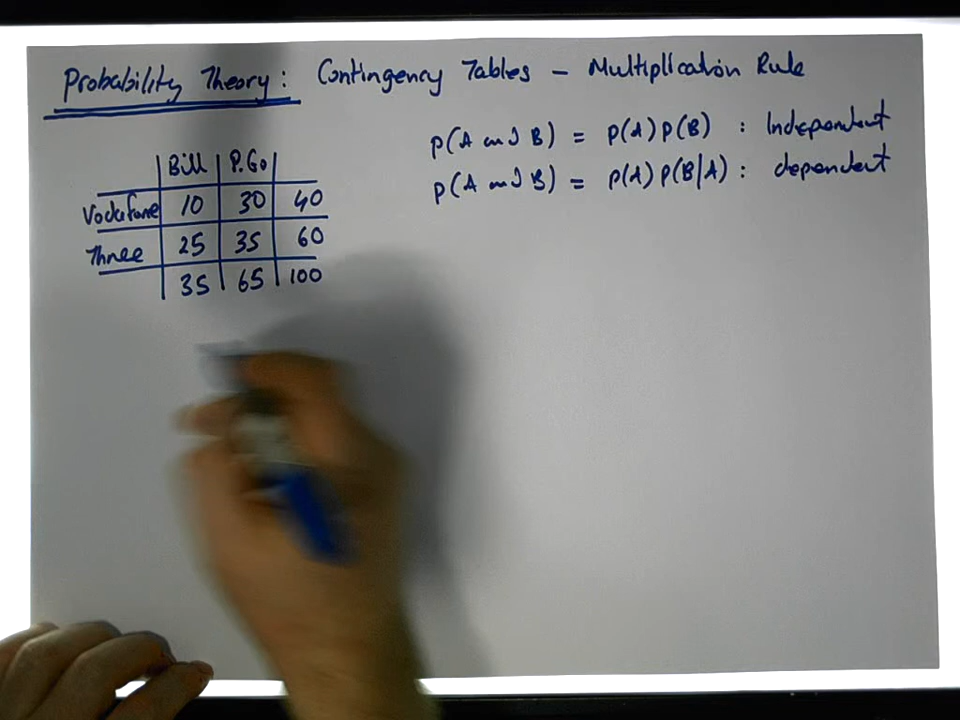 Probability Theory: Contingency Tables - Multiplication Rule
P(A and B) = P(A)P(B) : Independent
P(A and B) = P(A)P(B|A) : dependent
Bill P.Go
Vodafone 10 30 40
Three 25 35 60
35 65 100